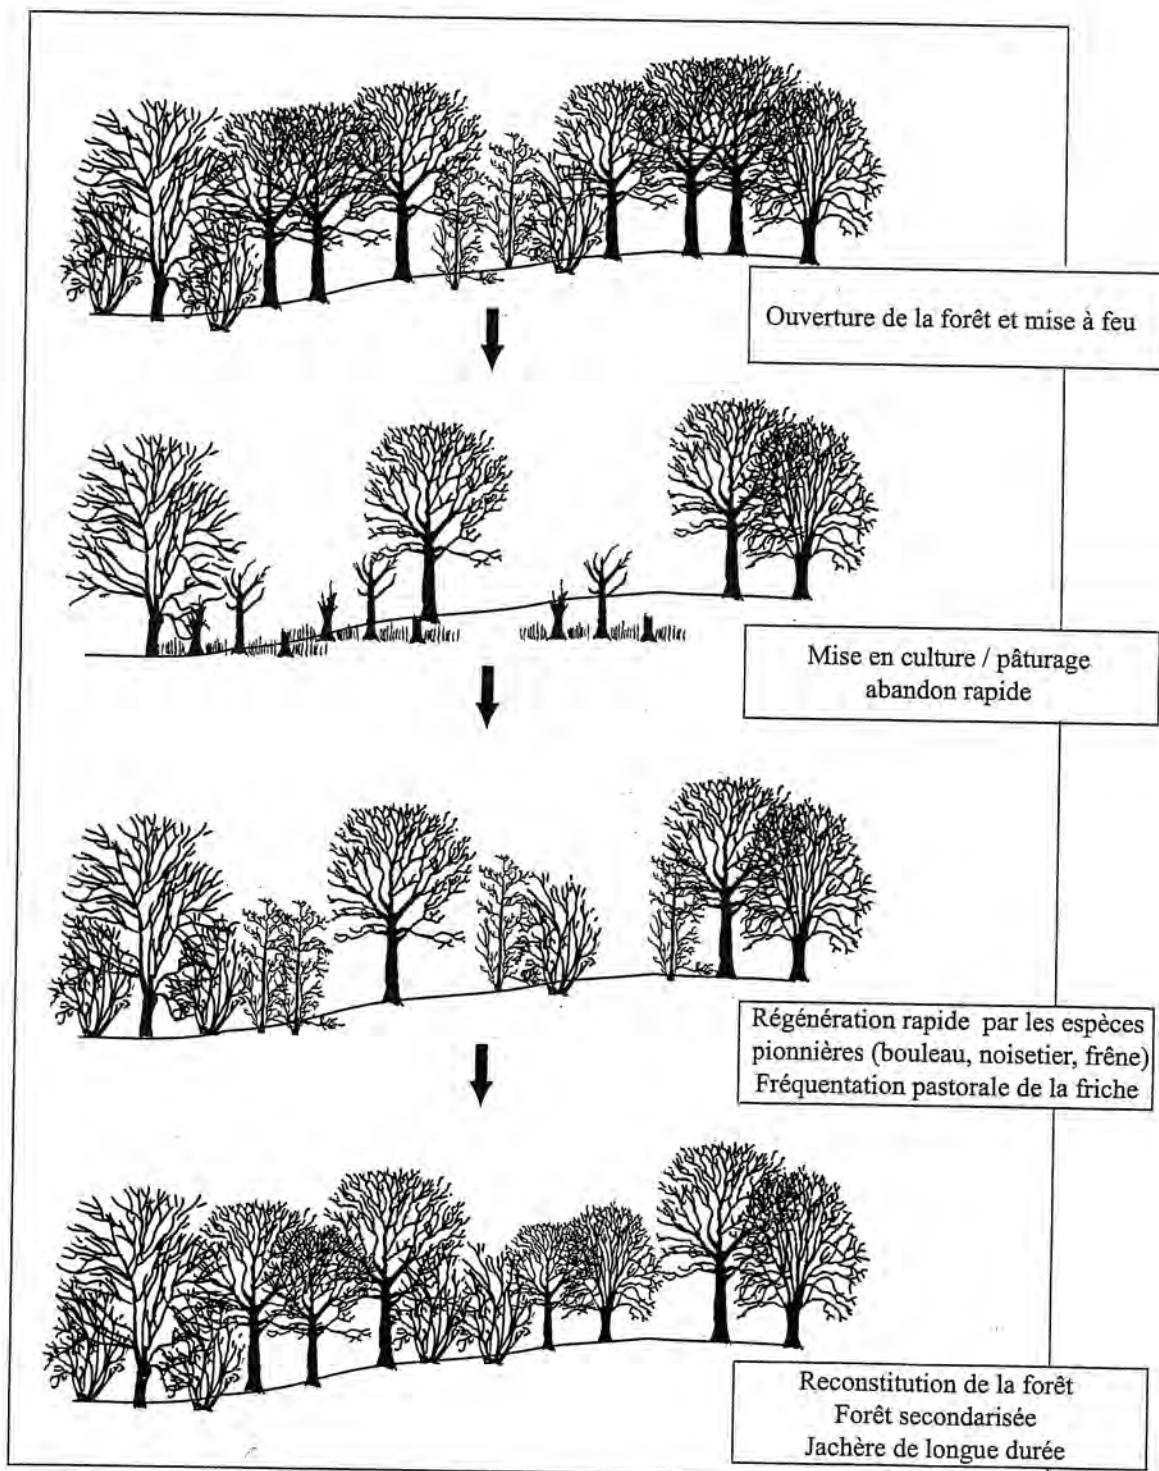 Ouverture de la forêt et mise à feu
Mise en culture / pâturage
abandon rapide
Régénération rapide par les espèces
pionnières (bouleau, noisetier, frêne)
Fréquentation pastorale de la friche
Reconstitution de la forêt
Forêt secondarisée
Jachère de longue durée